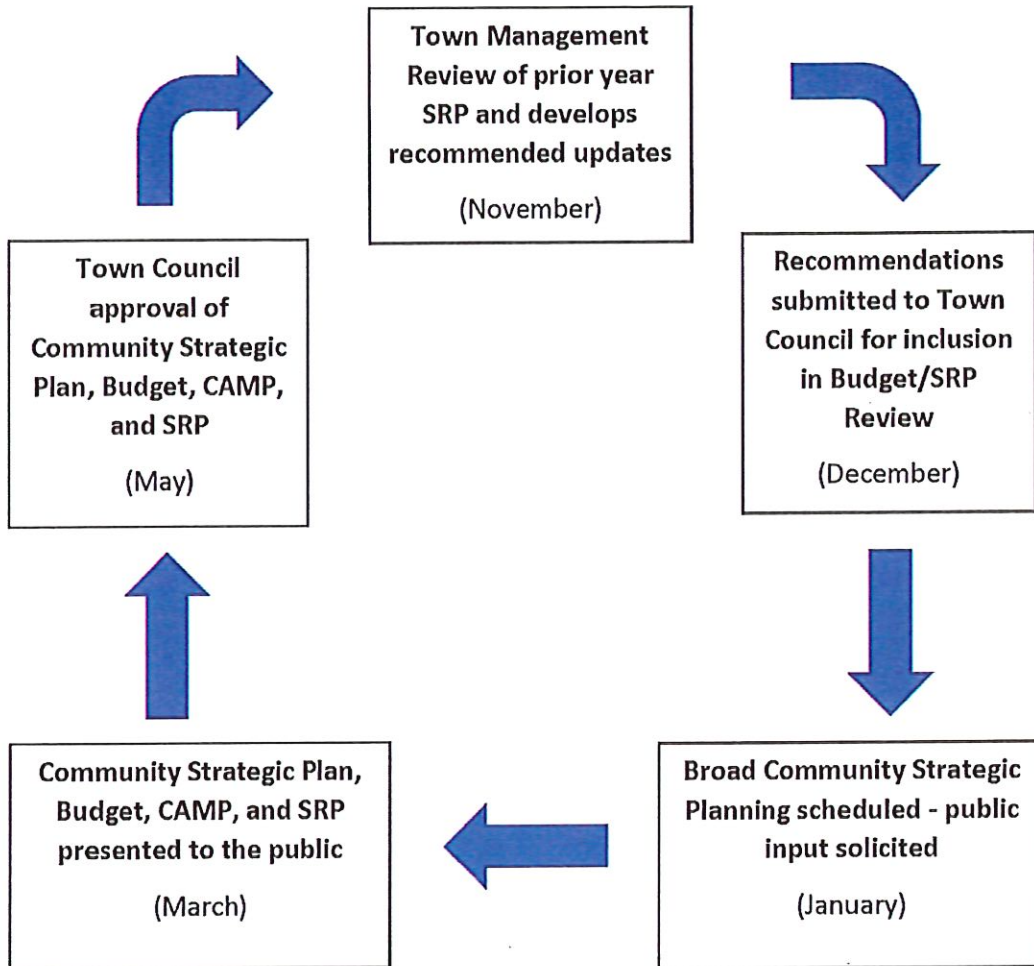 Town Management
Review of prior year
SRP and develops
recommended updates
(November)
Recommendations
submitted to Town
Council for inclusion
in Budget/SRP
Review
(December)
Broad Community Strategic
Planning scheduled - public
input solicited
(January)
Community Strategic Plan,
Budget, CAMP, and SRP
presented to the public
(March)
Town Council
approval of
Community Strategic
Plan, Budget, CAMP,
and SRP
(May)